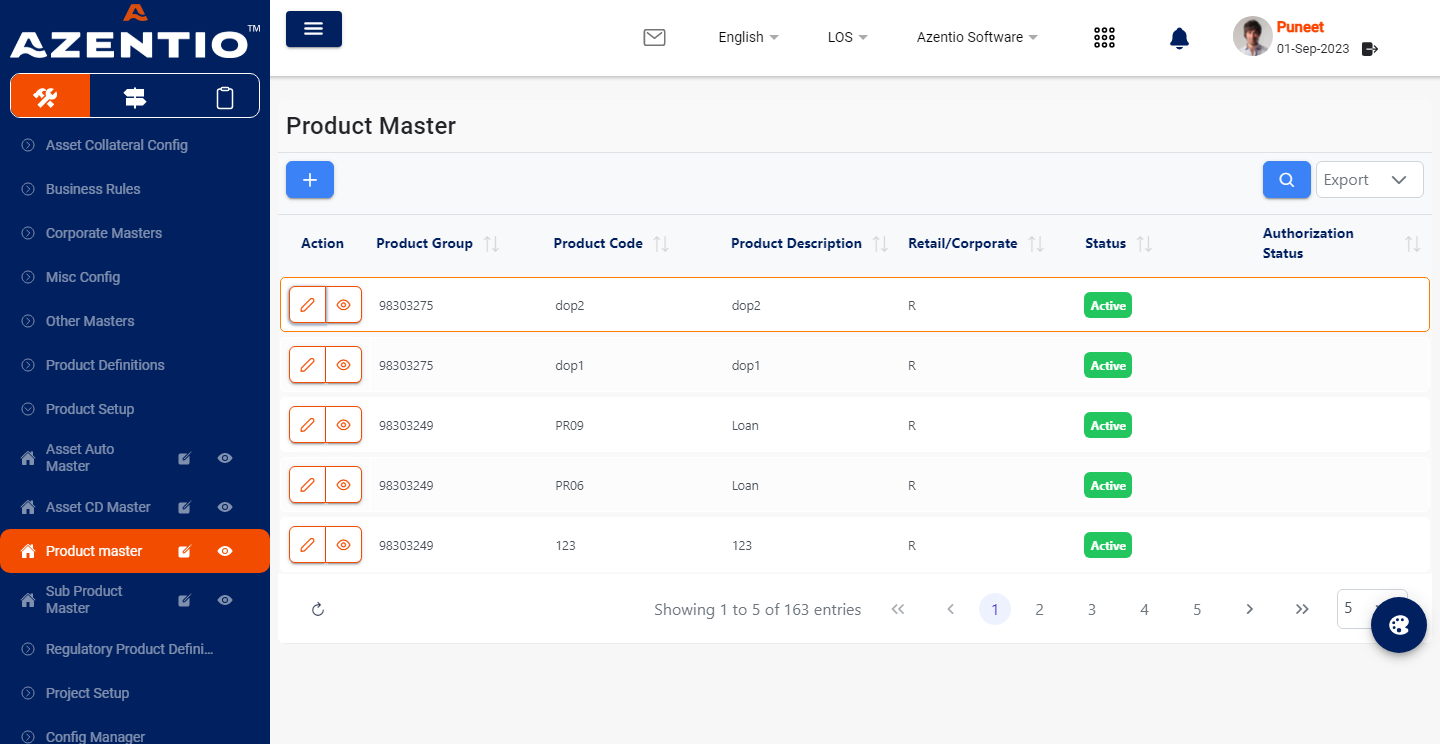 AZENTIO™
English
LOS
Azentio Software
Puneet
01-Sep-2023
Asset Collateral Config
Business Rules
Corporate Masters
Misc Config
Other Masters
Product Definitions
Product Setup
Asset Auto
Master
Asset CD Master
Product master
Sub Product
Master
Regulatory Product Defini...
Project Setup
Config Manager
Product Master
Export
Action Product Group Product Code Product Description Retail/Corporate Status Authorization
Status
98303275 dop2 dop2 R Active
98303275 dop1 dop1 R Active
98303249 PR09 Loan R Active
98303249 PR06 Loan R Active
98303249 123 123 R Active
Showing 1 to 5 of 163 entries 1 2 3 4 5 5